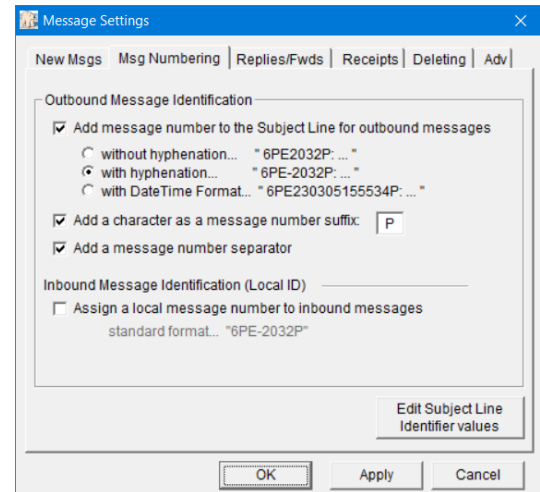 Message Settings
New Msgs Msg Numbering Replies/Fwds Receipts Deleting Adv
Outbound Message Identification
Add message number to the Subject Line for outbound messages
without hyphenation... "6PE2032P: ... "
with hyphenation... "6PE-2032P: ... "
with DateTime Format... "6PE230305155534P: ... "
Add a character as a message number suffix: P
Add a message number separator
Inbound Message Identification (Local ID)
Assign a local message number to inbound messages
standard format... "6PE-2032P"
Edit Subject Line
Identifier values
OK Apply Cancel